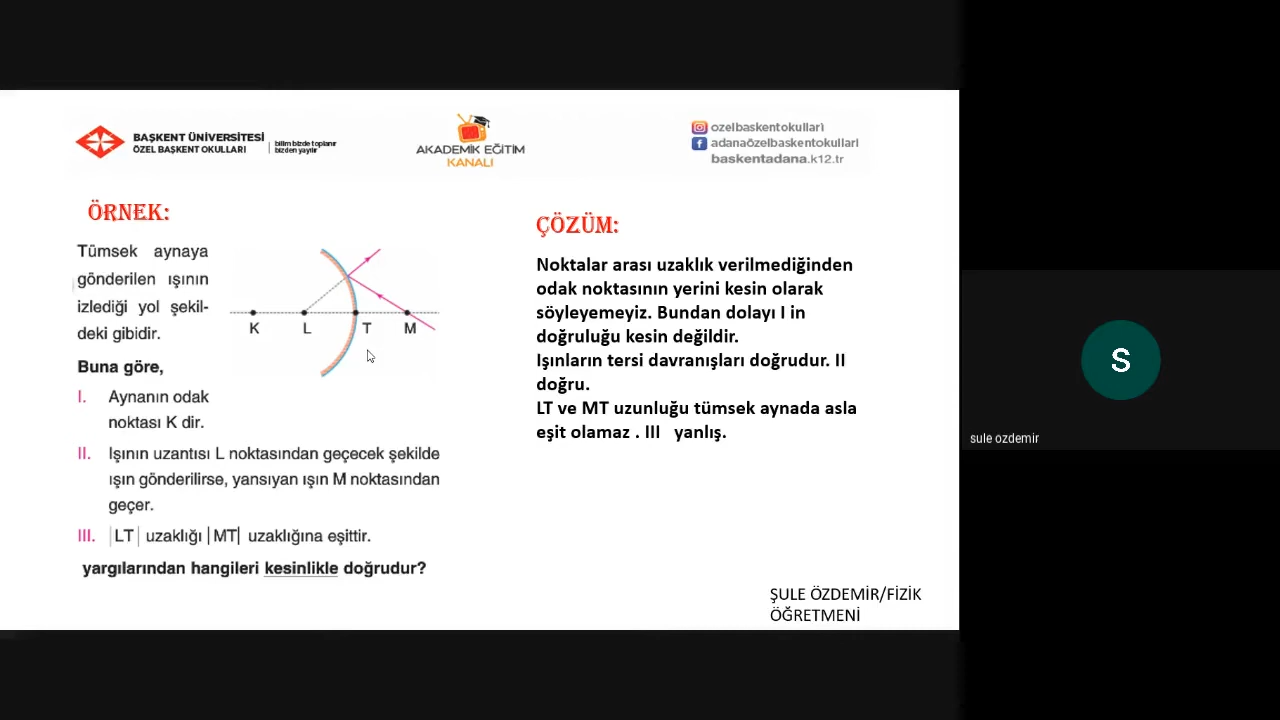 BAŞKENT ÜNİVERSİTESİ
ÖZEL BAŞKENT OKULLARI
bilim bizde toplanır
bizden yayılır
AKADEMİK EĞİTİM
KANALI
ozelbaskentokullari
adanaözelbaskentokullari
baskentadana.k12.tr
ÖRNEK:
Tümsek aynaya
gönderilen ışının
izlediği yol şekil-
deki gibidir.
K L T M
Buna göre,
I. Aynanın odak
noktası K dir.
II. Işının uzantısı L noktasından geçecek şekilde
ışın gönderilirse, yansıyan ışın M noktasından
geçer.
III. |LT| uzaklığı |MT| uzaklığına eşittir.
yargılarından hangileri kesinlikle doğrudur?
ÇÖZÜM:
Noktalar arası uzaklık verilmediğinden
odak noktasının yerini kesin olarak
söyleyemeyiz. Bundan dolayı I in
doğruluğu kesin değildir.
Işınların tersi davranışları doğrudur. II
doğru.
LT ve MT uzunluğu tümsek aynada asla
eşit olamaz . III yanlış.
ŞULE ÖZDEMİR/FİZİK
ÖĞRETMENİ
S
sule ozdemir